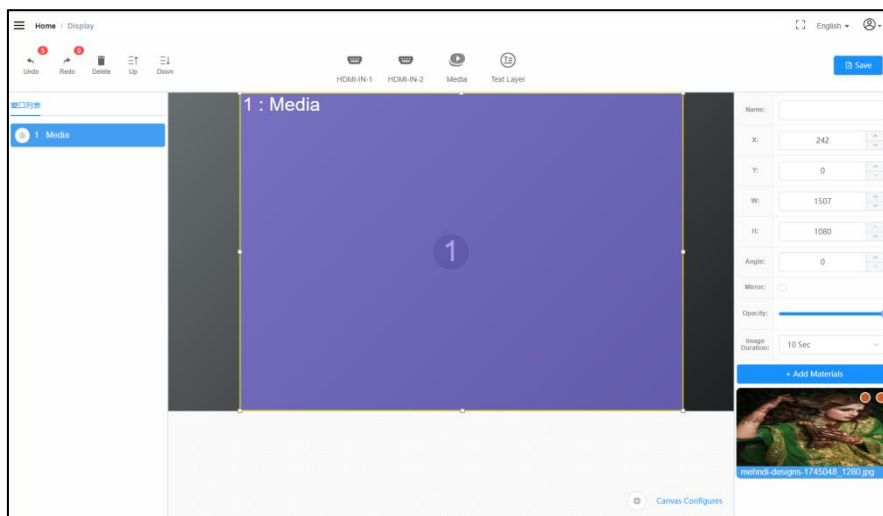 Home / Display
English
5
0
Undo
Redo
Delete
Up
Down
HDMI-IN-1
HDMI-IN-2
Media
Text Layer
Save
窗口列表
1 : Media
1 : Media
1
Name:
X:
242
Y:
0
W:
1507
H:
1080
Angle:
0
Mirror:
Opacity:
Image
Duration:
10 Sec
+ Add Materials
mehndi-designs-1745048_1280.jpg
Canvas Configures